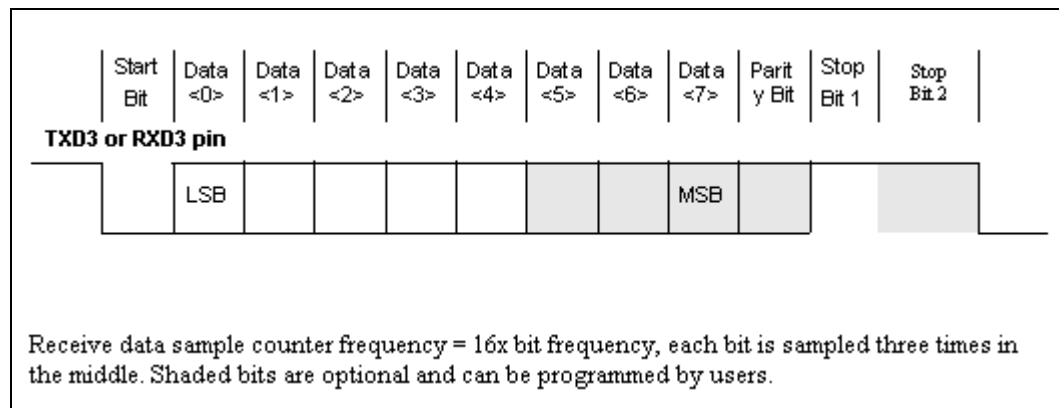 Start Bit Data <0> Data <1> Data <2> Data <3> Data <4> Data <5> Data <6> Data <7> Parit y Bit Stop Bit 1 Stop Bit 2
TXD3 or RXD3 pin
LSB MSB
Receive data sample counter frequency = 16x bit frequency, each bit is sampled three times in
the middle. Shaded bits are optional and can be programmed by users.